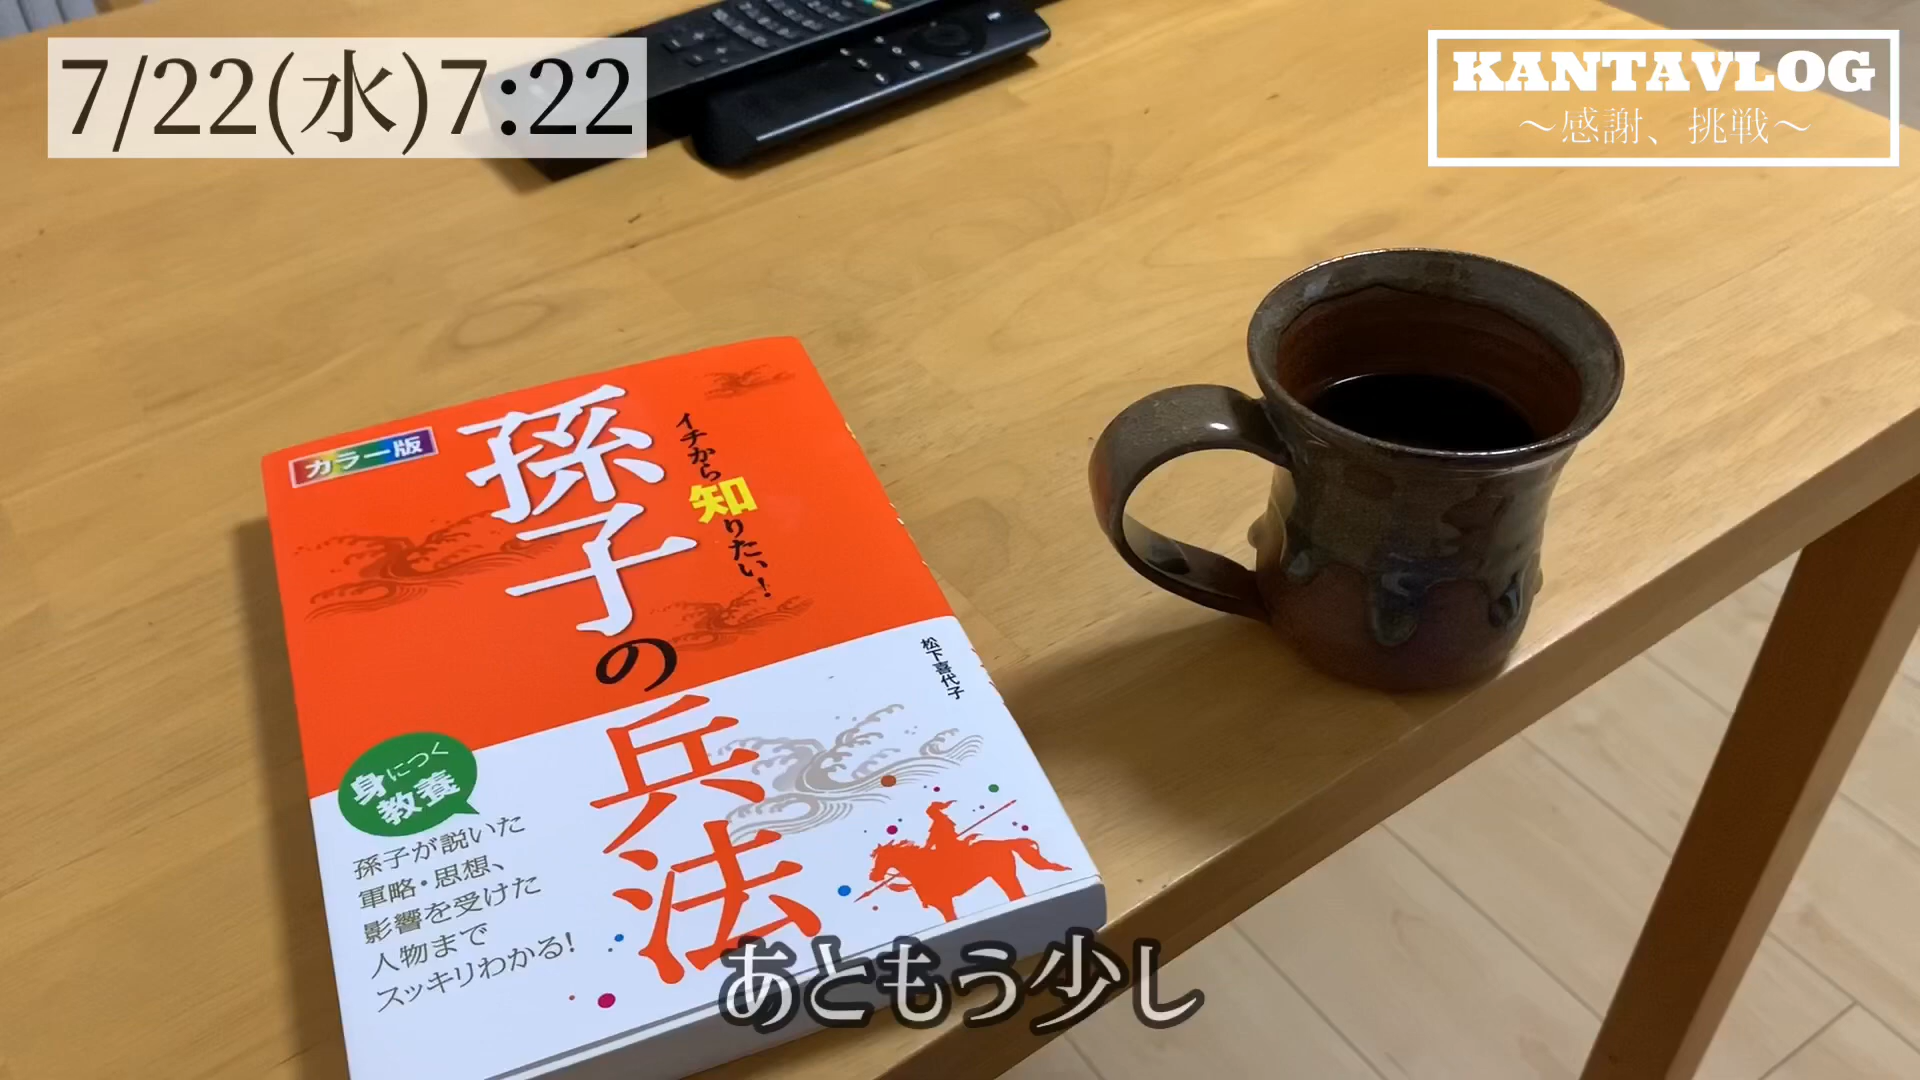 7/22(水)7:22
KANTAVLOG
～感謝、挑戦～
カラー版
イチから知りたい!
孫子の兵法
松下喜代子
身につく
教養
孫子が説いた
軍略・思想、
影響を受けた
人物まで
スッキリわかる!
あともう少し